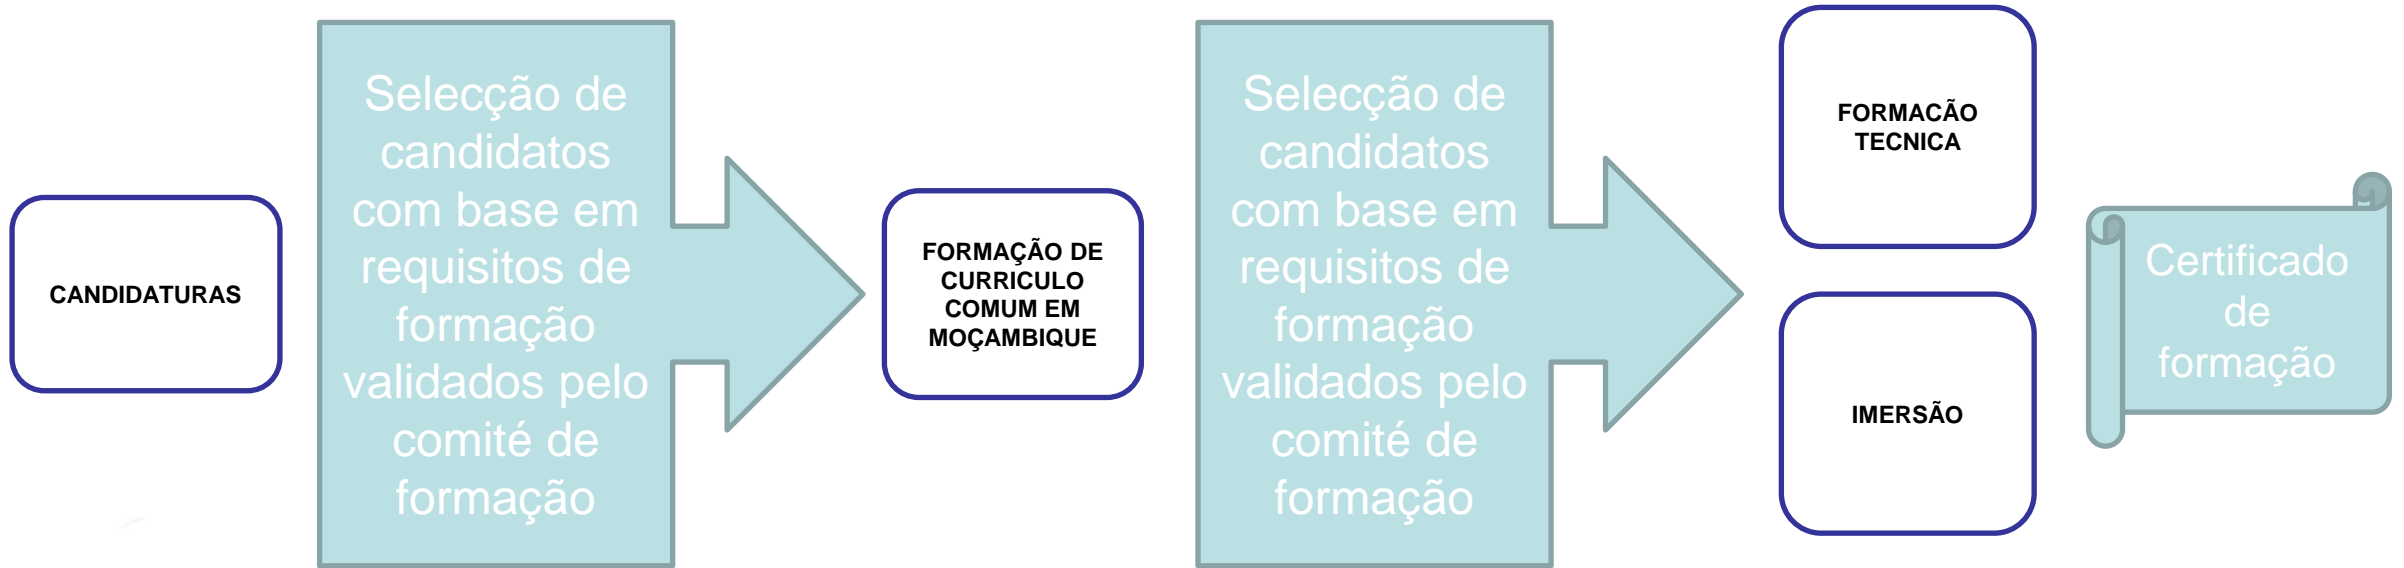 CANDIDATURAS
Selecção de
candidatos
com base em
requisitos de
formação
validados pelo
comité de
formação
FORMAÇÃO DE
CURRICULO
COMUM EM
MOÇAMBIQUE
Selecção de
candidatos
com base em
requisitos de
formação
validados pelo
comité de
formação
FORMACÃO
TECNICA
IMERSÃO
Certificado
de
formação